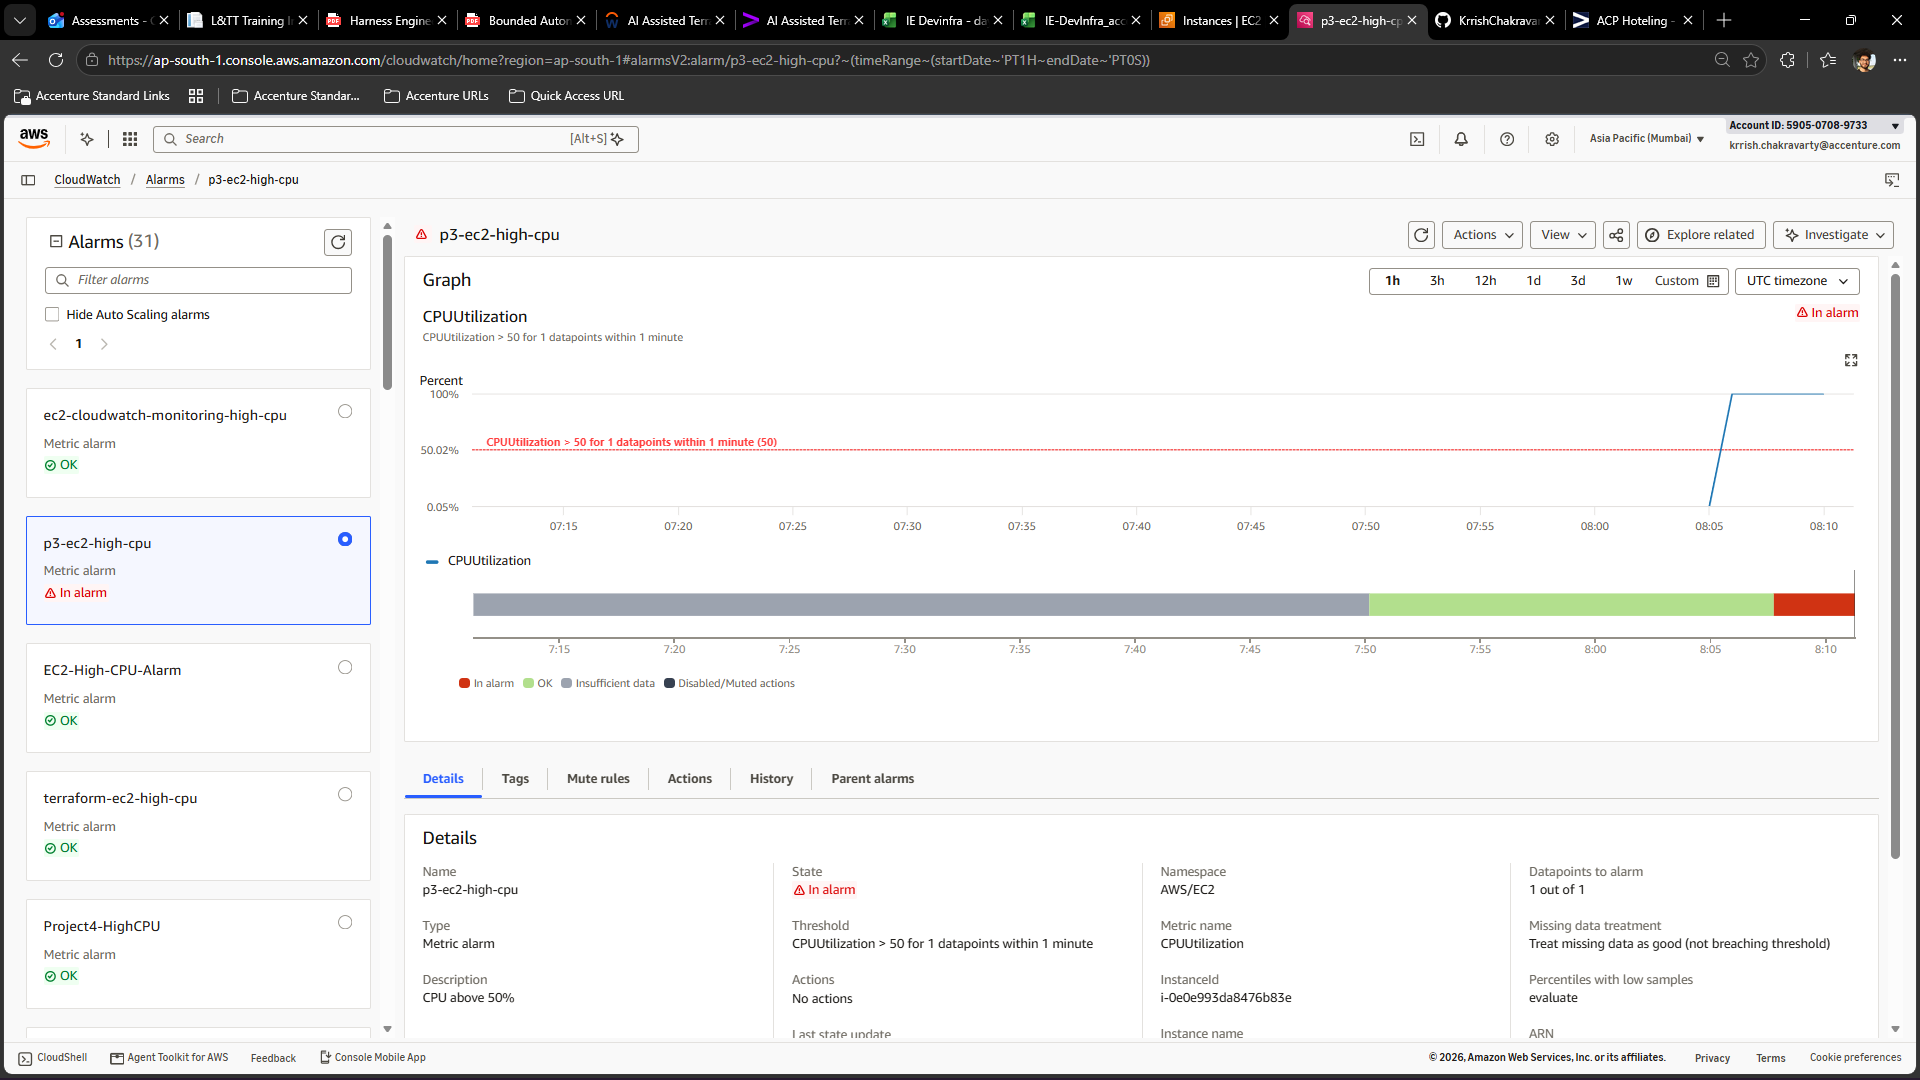 Assessments - C
L&TT Training I
Harness Engine
Bounded Auton
AI Assisted Terr
AI Assisted Terr
IE Devinfra - da
IE-DevInfra_acc
Instances | EC2
p3-ec2-high-cp
KrrishChakrava
ACP Hoteling -
https://ap-south-1.console.aws.amazon.com/cloudwatch/home?region=ap-south-1#alarmsV2:alarm/p3-ec2-high-cpu?~(timeRange~(startDate~'PT1H~endDate~'PT0S))
Accenture Standard Links
Accenture Standar...
Accenture URLs
Quick Access URL
aws
Search
[Alt+S]
Asia Pacific (Mumbai)
Account ID: 5905-0708-9733
krrish.chakravarty@accenture.com
CloudWatch / Alarms / p3-ec2-high-cpu
Alarms (31)
Filter alarms
Hide Auto Scaling alarms
1
ec2-cloudwatch-monitoring-high-cpu
Metric alarm
OK
p3-ec2-high-cpu
Metric alarm
In alarm
EC2-High-CPU-Alarm
Metric alarm
OK
terraform-ec2-high-cpu
Metric alarm
OK
Project4-HighCPU
Metric alarm
OK
p3-ec2-high-cpu
Actions
View
Explore related
Investigate
Graph
1h 3h 12h 1d 3d 1w Custom
UTC timezone
CPUUtilization
In alarm
CPUUtilization > 50 for 1 datapoints within 1 minute
Percent
100%
CPUUtilization > 50 for 1 datapoints within 1 minute (50)
50.02%
0.05%
07:15 07:20 07:25 07:30 07:35 07:40 07:45 07:50 07:55 08:00 08:05 08:10
CPUUtilization
7:15 7:20 7:25 7:30 7:35 7:40 7:45 7:50 7:55 8:00 8:05 8:10
In alarm OK Insufficient data Disabled/Muted actions
Details Tags Mute rules Actions History Parent alarms
Details
Name
p3-ec2-high-cpu
Type
Metric alarm
Description
CPU above 50%
State
In alarm
Threshold
CPUUtilization > 50 for 1 datapoints within 1 minute
Actions
No actions
Last state update
Namespace
AWS/EC2
Metric name
CPUUtilization
InstanceId
i-0e0e993da8476b83e
Instance name
Datapoints to alarm
1 out of 1
Missing data treatment
Treat missing data as good (not breaching threshold)
Percentiles with low samples
evaluate
ARN
CloudShell
Agent Toolkit for AWS
Feedback
Console Mobile App
© 2026, Amazon Web Services, Inc. or its affiliates.
Privacy
Terms
Cookie preferences